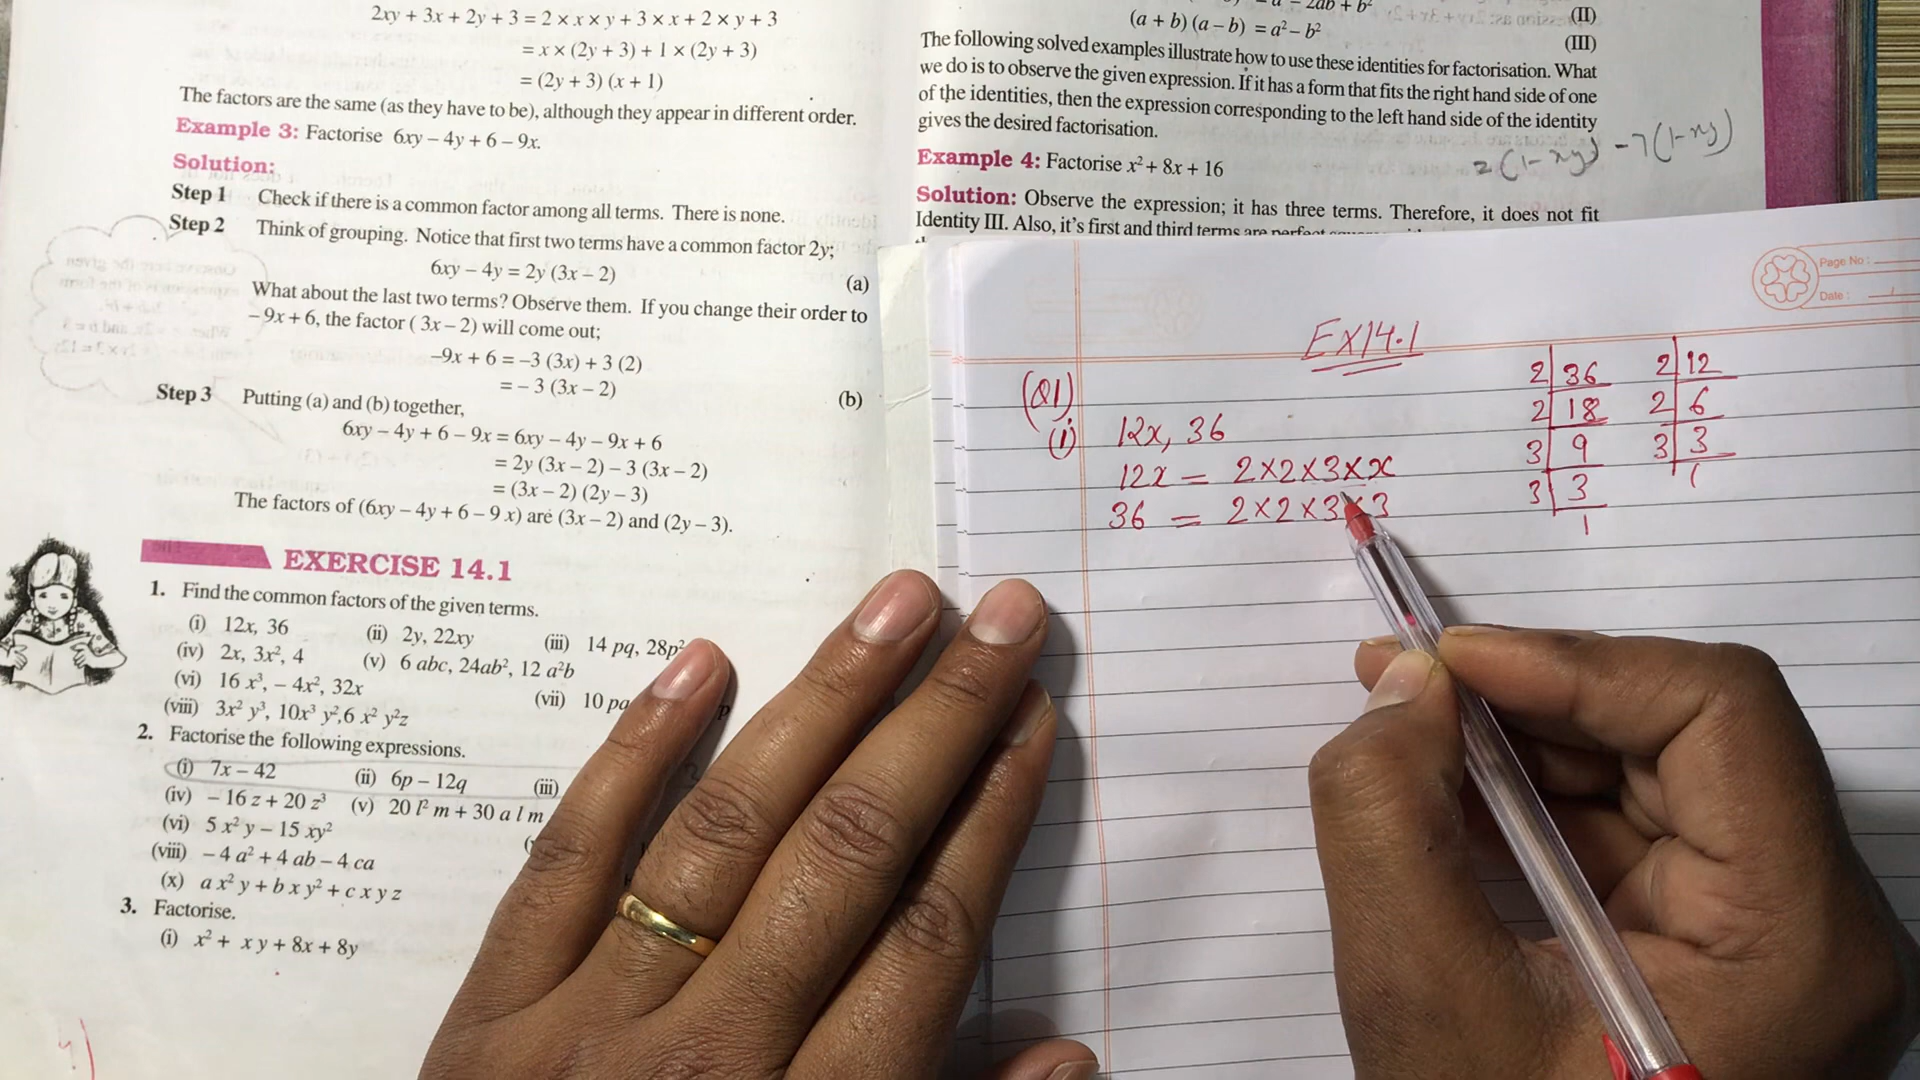 2xy + 3x + 2y + 3 = 2 × x × y + 3 × x + 2 × y + 3
= x × (2y + 3) + 1 × (2y + 3)
= (2y + 3) (x + 1)
The factors are the same (as they have to be), although they appear in different order.
Example 3: Factorise 6xy – 4y + 6 – 9x.
Solution:
Step 1 Check if there is a common factor among all terms. There is none.
Step 2 Think of grouping. Notice that first two terms have a common factor 2y;
6xy – 4y = 2y (3x – 2) (a)
What about the last two terms? Observe them. If you change their order to
– 9x + 6, the factor ( 3x – 2) will come out;
–9x + 6 = –3 (3x) + 3 (2)
= – 3 (3x – 2) (b)
Step 3 Putting (a) and (b) together,
6xy – 4y + 6 – 9x = 6xy – 4y – 9x + 6
= 2y (3x – 2) – 3 (3x – 2)
= (3x – 2) (2y – 3)
The factors of (6xy – 4y + 6 – 9 x) are (3x – 2) and (2y – 3).
EXERCISE 14.1
1. Find the common factors of the given terms.
(i) 12x, 36 (ii) 2y, 22xy (iii) 14 pq, 28p²
(iv) 2x, 3x², 4 (v) 6 abc, 24ab², 12 a²b
(vi) 16 x³, – 4x², 32x (vii) 10 pq
(viii) 3x² y³, 10x³ y²,6 x² y²z
2. Factorise the following expressions.
(i) 7x – 42 (ii) 6p – 12q (iii)
(iv) – 16 z + 20 z³ (v) 20 l² m + 30 a l m
(vi) 5 x² y – 15 xy²
(viii) – 4 a² + 4 ab – 4 ca
(x) a x² y + b x y² + c x y z
3. Factorise.
(i) x² + x y + 8x + 8y
– 2ab + b² (II)
(a + b) (a – b) = a² – b² (III)
The following solved examples illustrate how to use these identities for factorisation. What
we do is to observe the given expression. If it has a form that fits the right hand side of one
of the identities, then the expression corresponding to the left hand side of the identity
gives the desired factorisation.
2(1-xy) -7(1-xy)
Example 4: Factorise x² + 8x + 16
Solution: Observe the expression; it has three terms. Therefore, it does not fit
Identity III. Also, it's first and third terms are perfect
Page No :
Date :
EX14.1
(Q1)
(i) 12x, 36
12x = 2×2×3×x
36 = 2×2×3×3
2 36
2 18
3 9
3 3
1
2 12
2 6
3 3
1